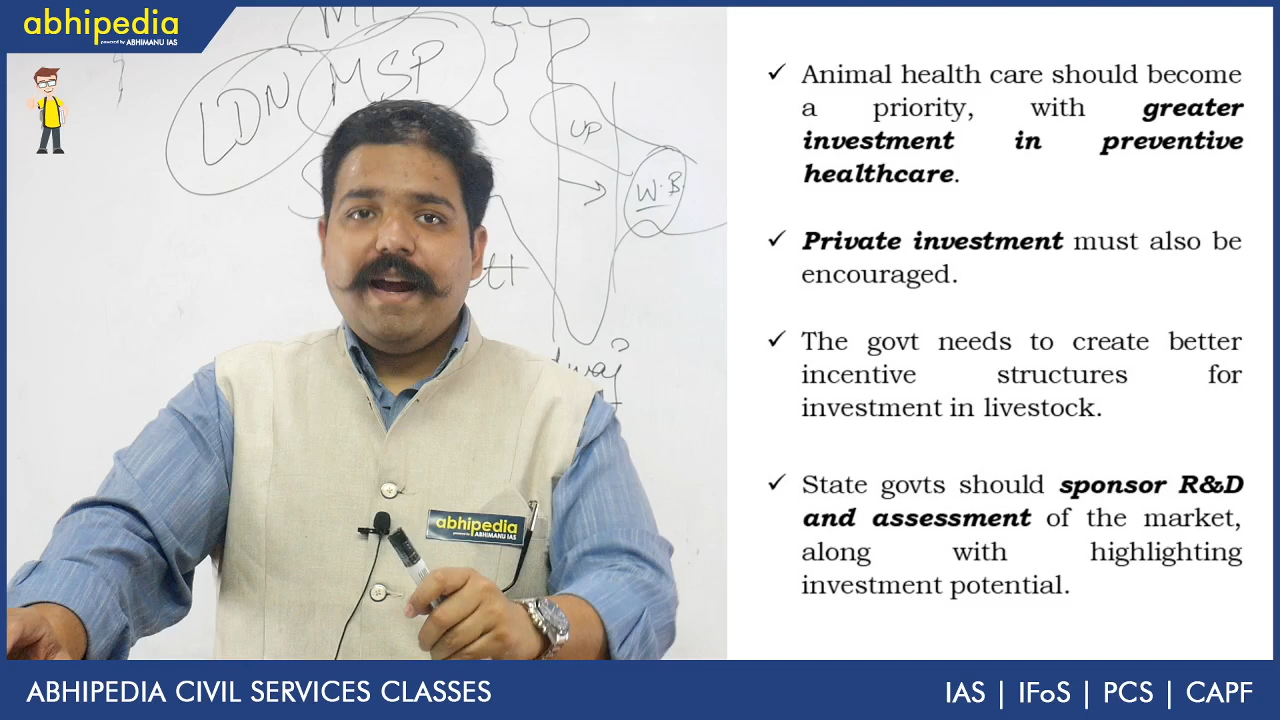 abhipedia
powered by ABHIMANU IAS
LDN
MSP
UP
W.B
abhipedia
powered by ABHIMANU IAS
✓ Animal health care should become
a priority, with greater
investment in preventive
healthcare.
✓ Private investment must also be
encouraged.
✓ The govt needs to create better
incentive structures for
investment in livestock.
✓ State govts should sponsor R&D
and assessment of the market,
along with highlighting
investment potential.
ABHIPEDIA CIVIL SERVICES CLASSES
IAS | IFoS | PCS | CAPF